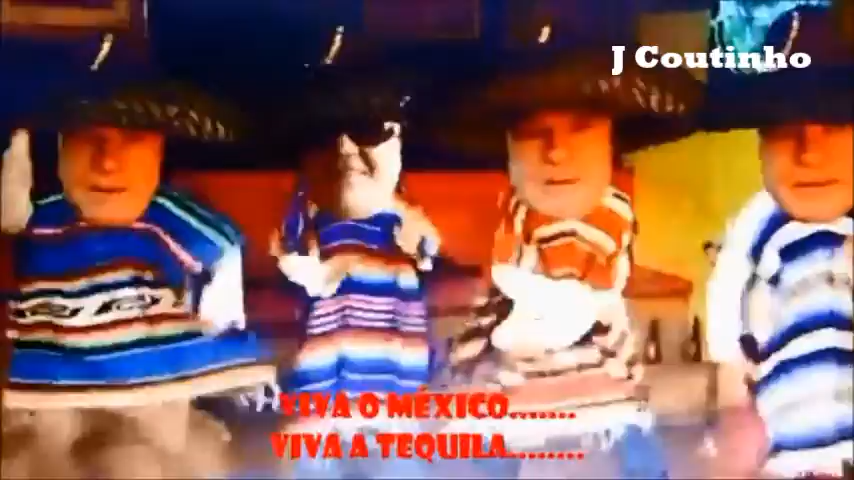 J Coutinho
VIVA O MÉXICO.......
VIVA A TEQUILA........